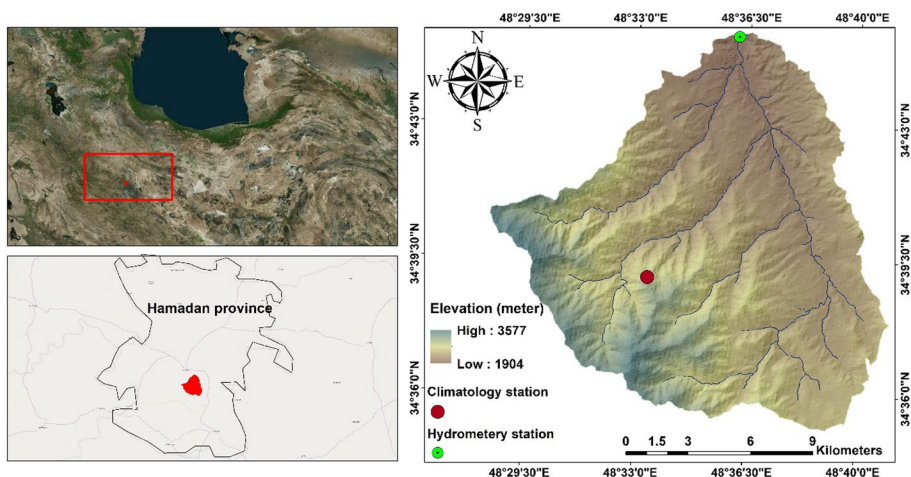 48°29'30"E 48°33'0"E 48°36'30"E 48°40'0"E
N
W E
S
34°43'0"N 34°43'0"N
34°39'30"N 34°39'30"N
34°36'0"N 34°36'0"N
Hamadan province
Elevation (meter)
High : 3577
Low : 1904
Climatology station
Hydrometery station
0 1.5 3 6 9
Kilometers
48°29'30"E 48°33'0"E 48°36'30"E 48°40'0"E